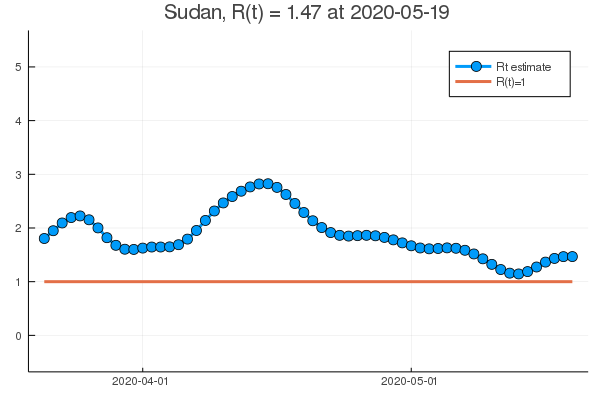 Sudan, R(t) = 1.47 at 2020-05-19
Rt estimate
R(t)=1
5
4
3
2
1
0
2020-04-01
2020-05-01